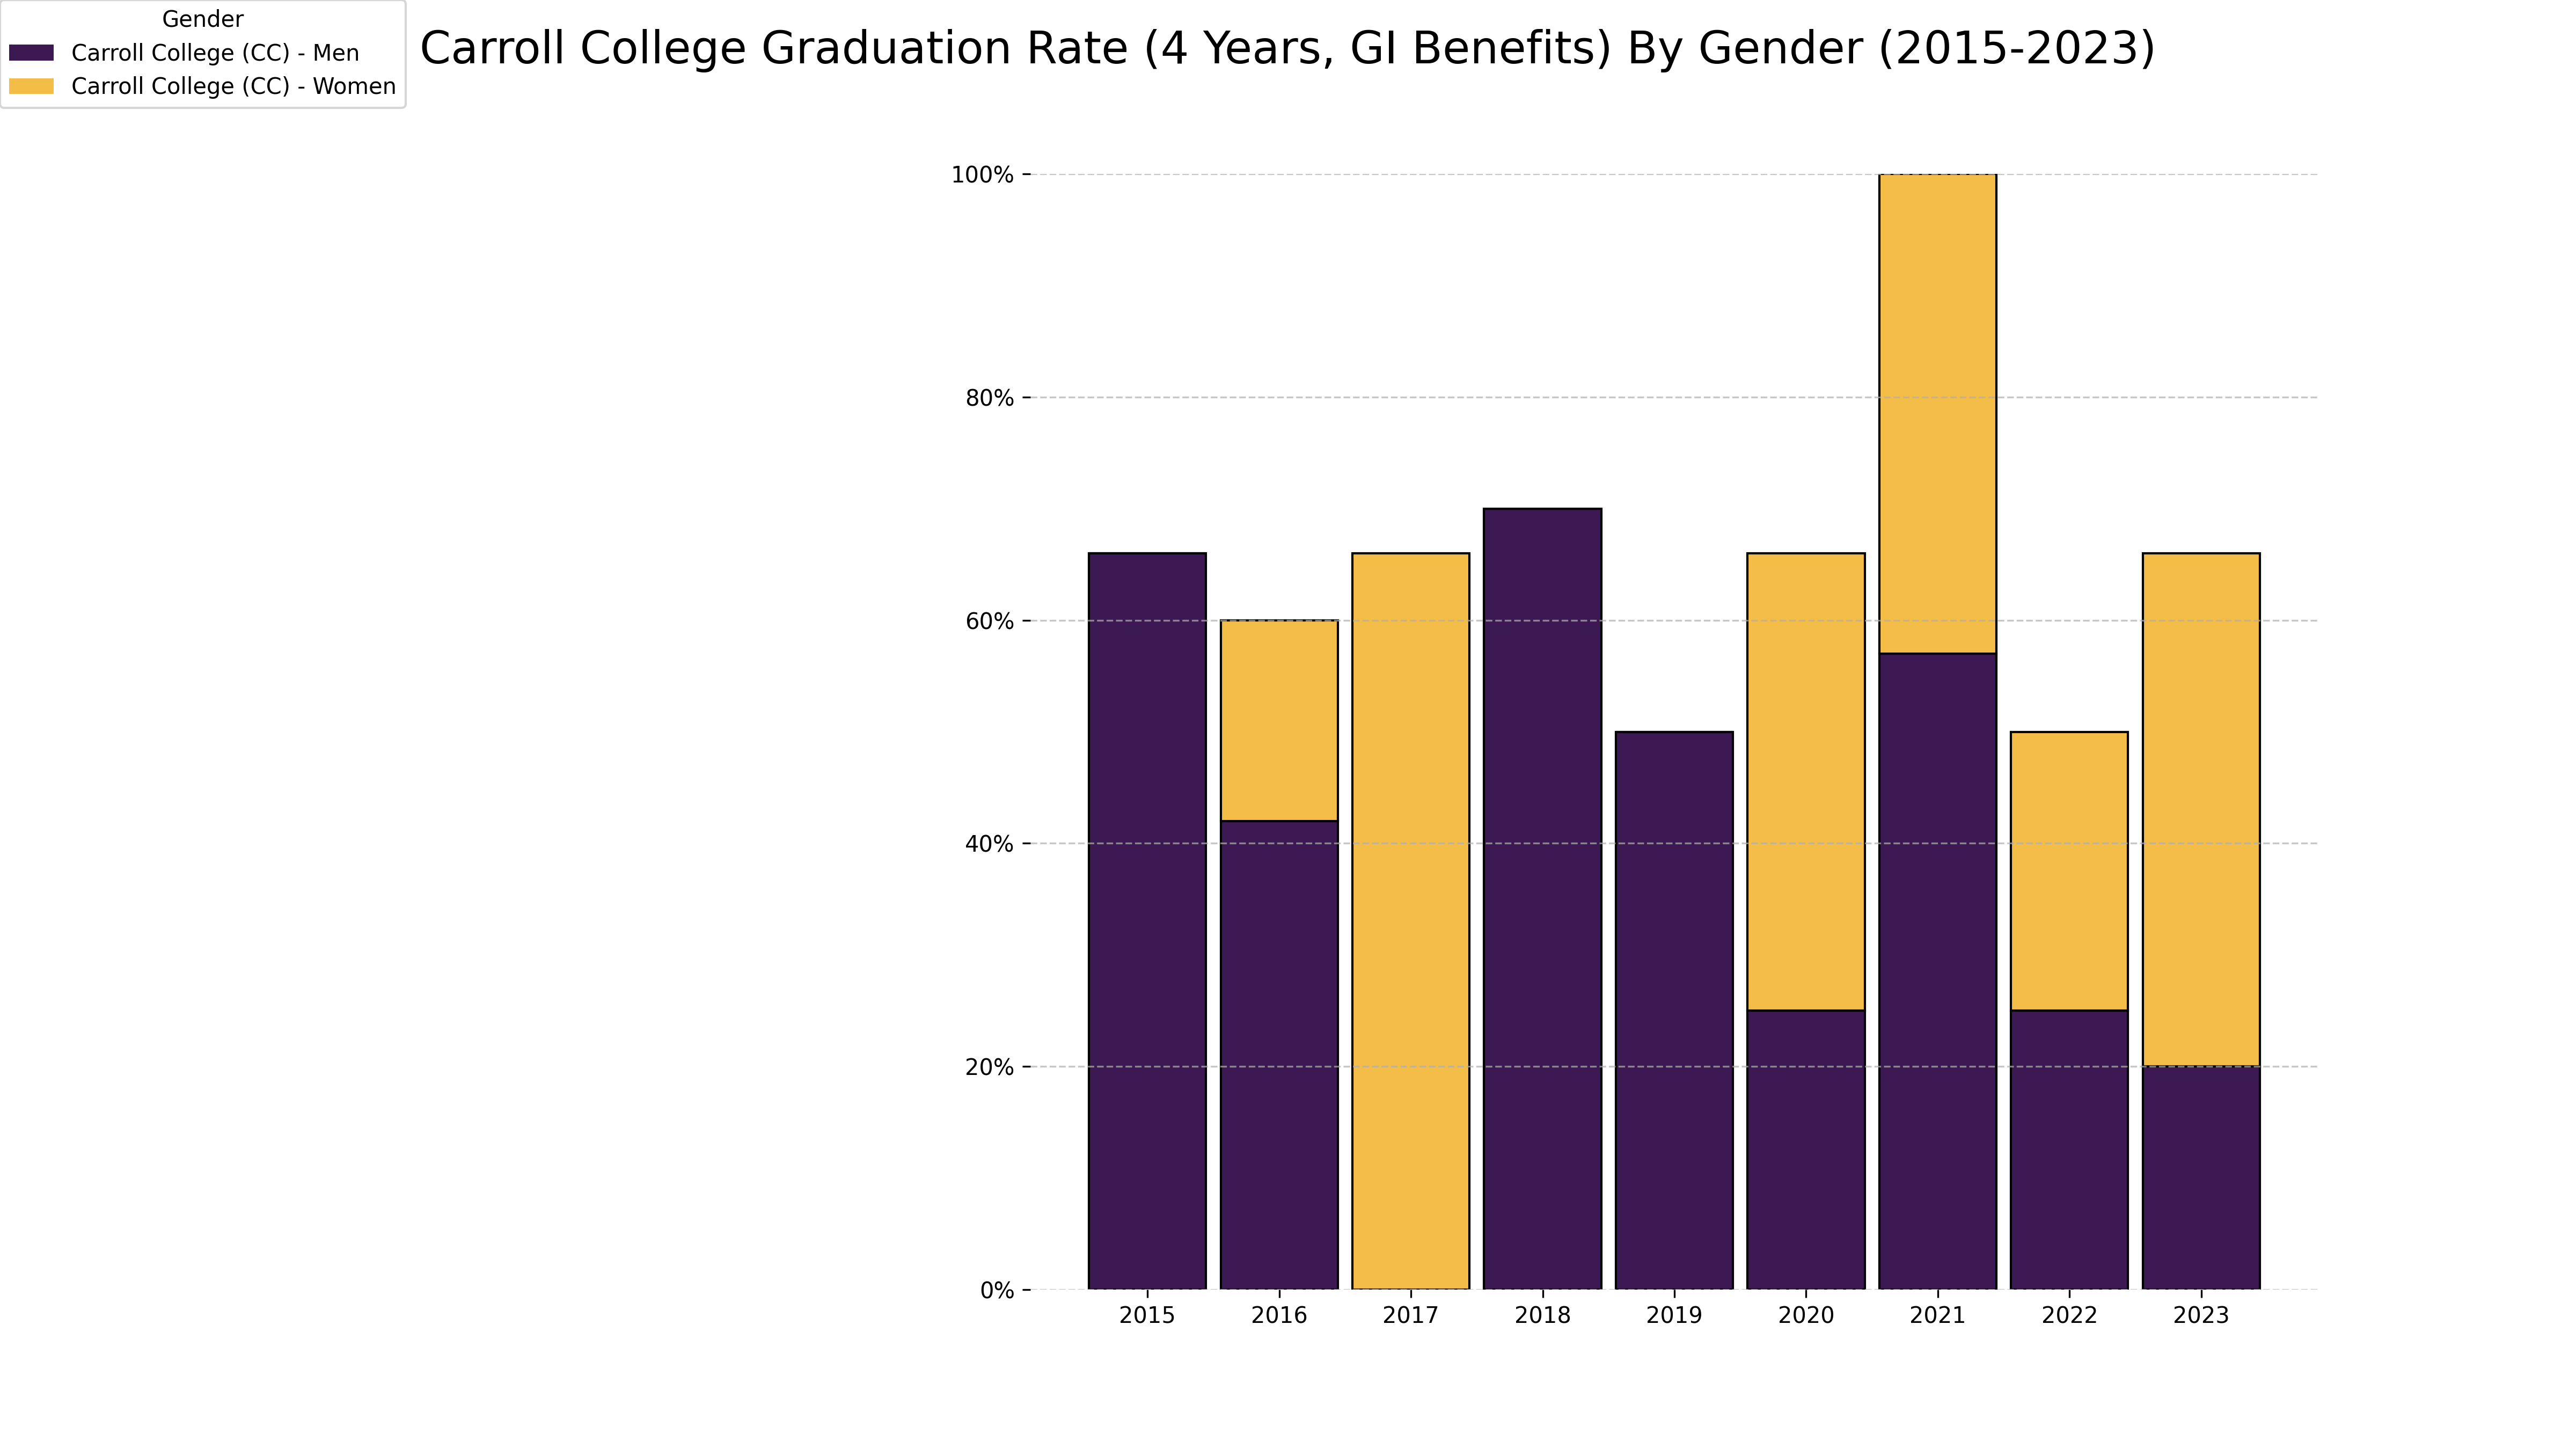 Gender
Carroll College (CC) - Men
Carroll College (CC) - Women
Carroll College Graduation Rate (4 Years, GI Benefits) By Gender (2015-2023)
100%
80%
60%
40%
20%
0%
2015 2016 2017 2018 2019 2020 2021 2022 2023